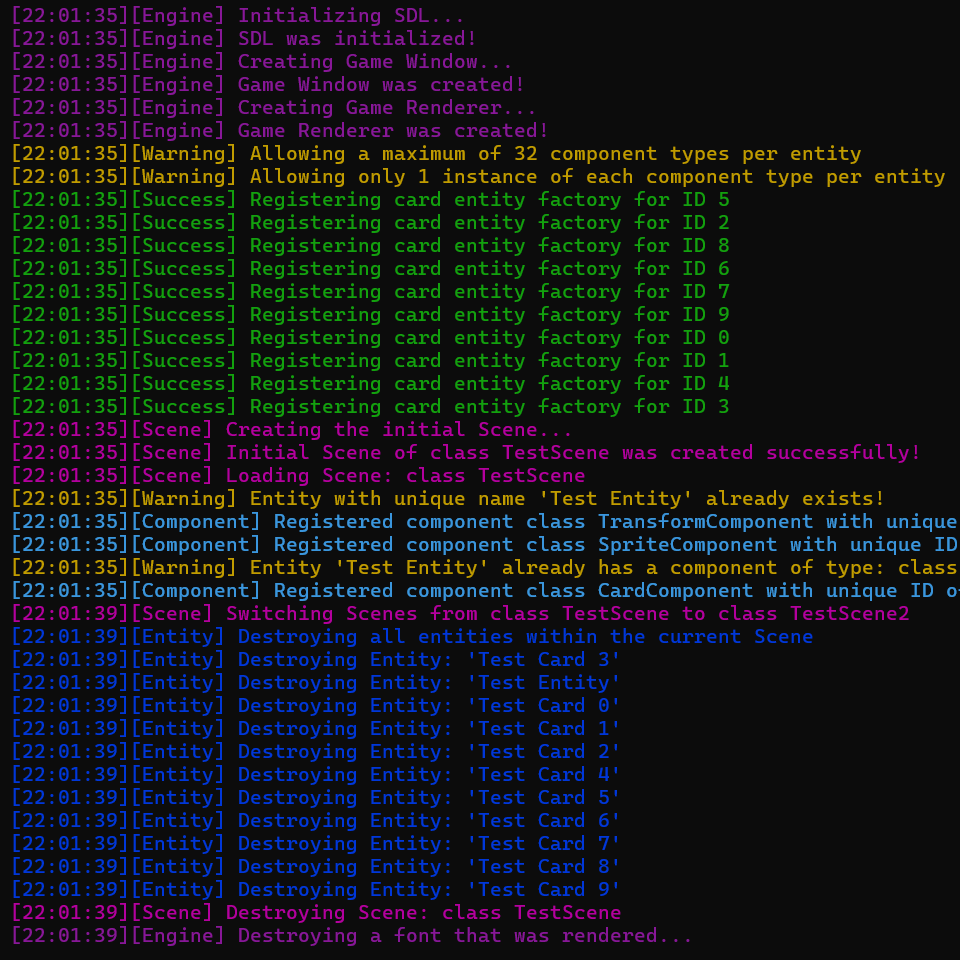 [22:01:35][Engine] Initializing SDL...
[22:01:35][Engine] SDL was initialized!
[22:01:35][Engine] Creating Game Window...
[22:01:35][Engine] Game Window was created!
[22:01:35][Engine] Creating Game Renderer...
[22:01:35][Engine] Game Renderer was created!
[22:01:35][Warning] Allowing a maximum of 32 component types per entity
[22:01:35][Warning] Allowing only 1 instance of each component type per entity
[22:01:35][Success] Registering card entity factory for ID 5
[22:01:35][Success] Registering card entity factory for ID 2
[22:01:35][Success] Registering card entity factory for ID 8
[22:01:35][Success] Registering card entity factory for ID 6
[22:01:35][Success] Registering card entity factory for ID 7
[22:01:35][Success] Registering card entity factory for ID 9
[22:01:35][Success] Registering card entity factory for ID 0
[22:01:35][Success] Registering card entity factory for ID 1
[22:01:35][Success] Registering card entity factory for ID 4
[22:01:35][Success] Registering card entity factory for ID 3
[22:01:35][Scene] Creating the initial Scene...
[22:01:35][Scene] Initial Scene of class TestScene was created successfully!
[22:01:35][Scene] Loading Scene: class TestScene
[22:01:35][Warning] Entity with unique name 'Test Entity' already exists!
[22:01:35][Component] Registered component class TransformComponent with unique
[22:01:35][Component] Registered component class SpriteComponent with unique ID
[22:01:35][Warning] Entity 'Test Entity' already has a component of type: class
[22:01:35][Component] Registered component class CardComponent with unique ID
[22:01:39][Scene] Switching Scenes from class TestScene to class TestScene2
[22:01:39][Entity] Destroying all entities within the current Scene
[22:01:39][Entity] Destroying Entity: 'Test Card 3'
[22:01:39][Entity] Destroying Entity: 'Test Entity'
[22:01:39][Entity] Destroying Entity: 'Test Card 0'
[22:01:39][Entity] Destroying Entity: 'Test Card 1'
[22:01:39][Entity] Destroying Entity: 'Test Card 2'
[22:01:39][Entity] Destroying Entity: 'Test Card 4'
[22:01:39][Entity] Destroying Entity: 'Test Card 5'
[22:01:39][Entity] Destroying Entity: 'Test Card 6'
[22:01:39][Entity] Destroying Entity: 'Test Card 7'
[22:01:39][Entity] Destroying Entity: 'Test Card 8'
[22:01:39][Entity] Destroying Entity: 'Test Card 9'
[22:01:39][Scene] Destroying Scene: class TestScene
[22:01:39][Engine] Destroying a font that was rendered...